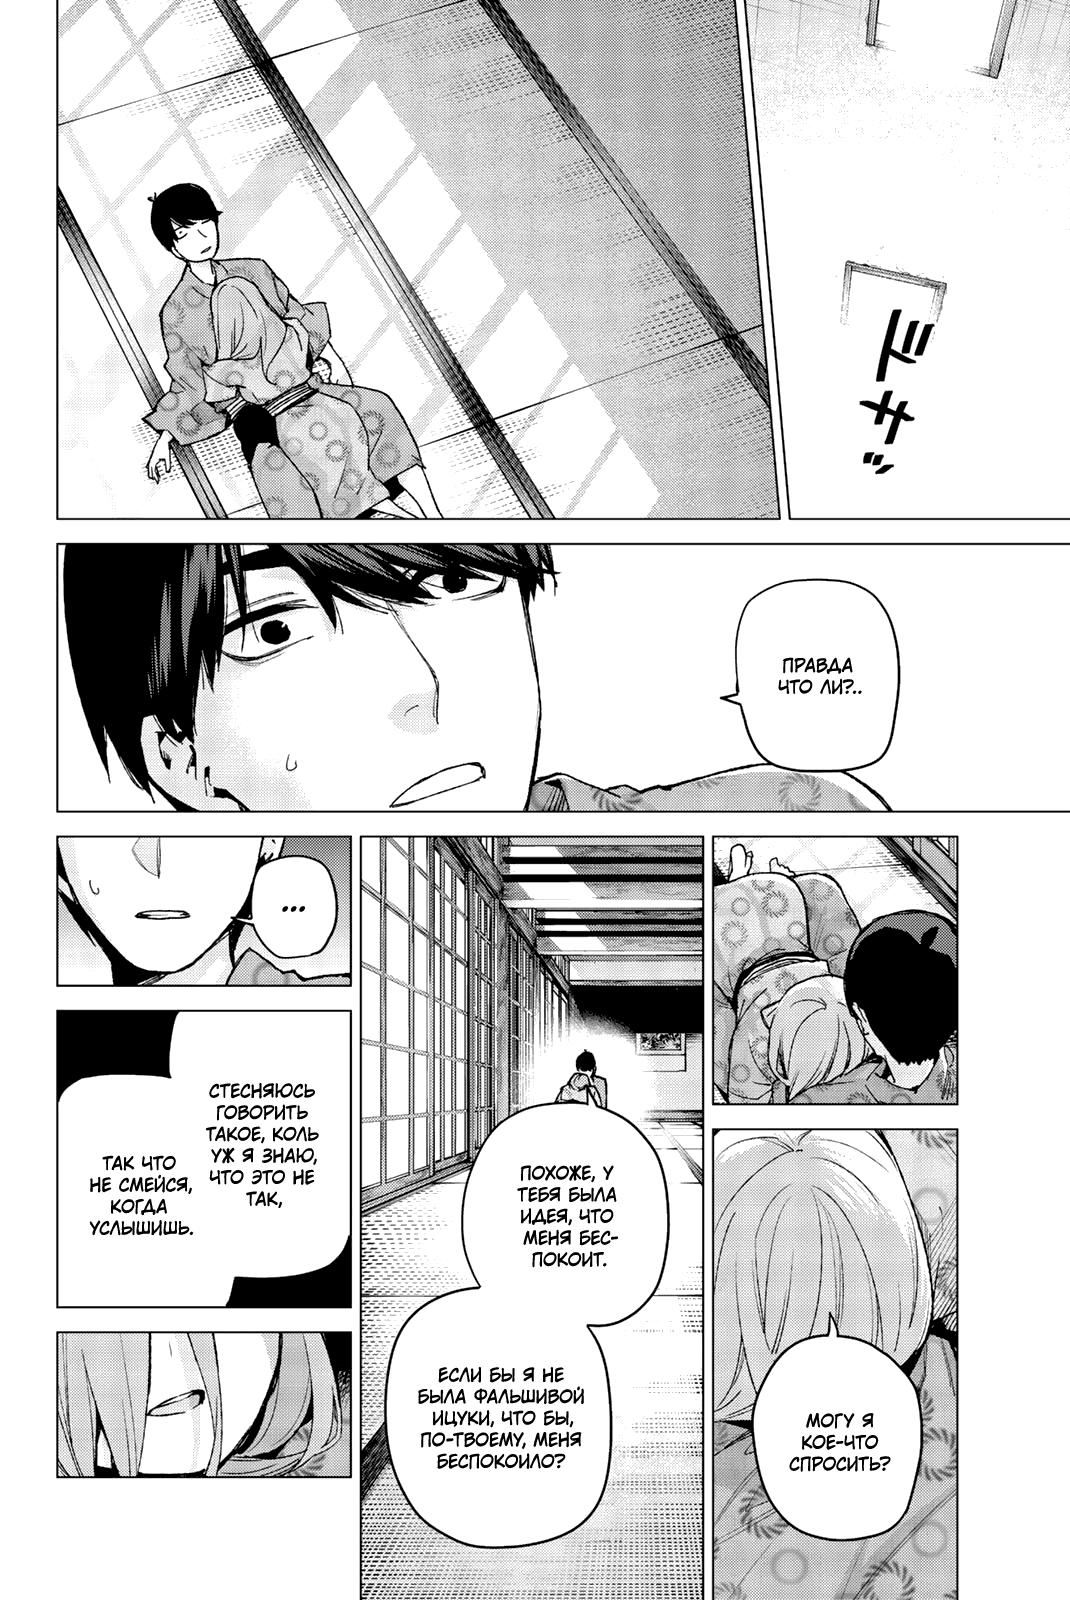 ドサッ
ПРАВДА
ЧТО ЛИ?..
МОГУ Я
КОЕ-ЧТО
СПРОСИТЬ?
ПОХОЖЕ, У
ТЕБЯ БЫЛА
ИДЕЯ, ЧТО
МЕНЯ БЕС-
ПОКОИТ.
ЕСЛИ БЫ Я НЕ
БЫЛА ФАЛЬШИВОЙ
ИЦУКИ, ЧТО БЫ,
ПО-ТВОЕМУ, МЕНЯ
БЕСПОКОИЛО?
...
СТЕСНЯЮСЬ
ГОВОРИТЬ
ТАКОЕ, КОЛЬ
УЖ Я ЗНАЮ,
ЧТО ЭТО НЕ
ТАК,
ТАК ЧТО
НЕ СМЕЙСЯ,
КОГДА
УСЛЫШИШЬ.